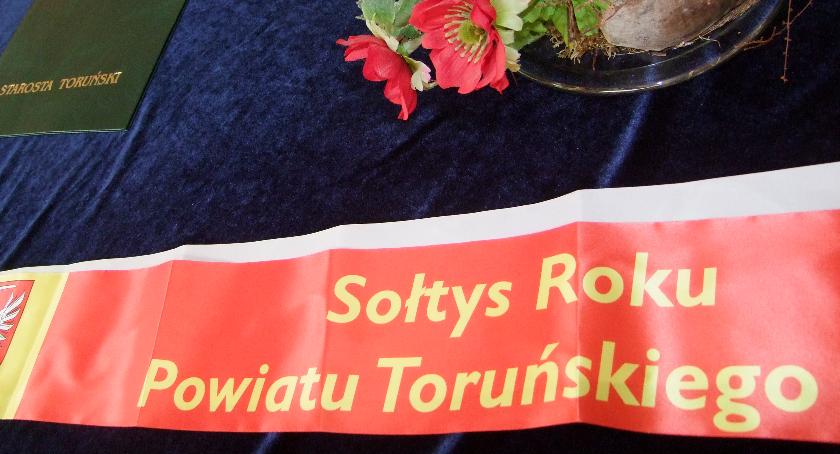 STAROSTA TORUŃSKI
Sołtys Roku
Powiatu Toruńskiego